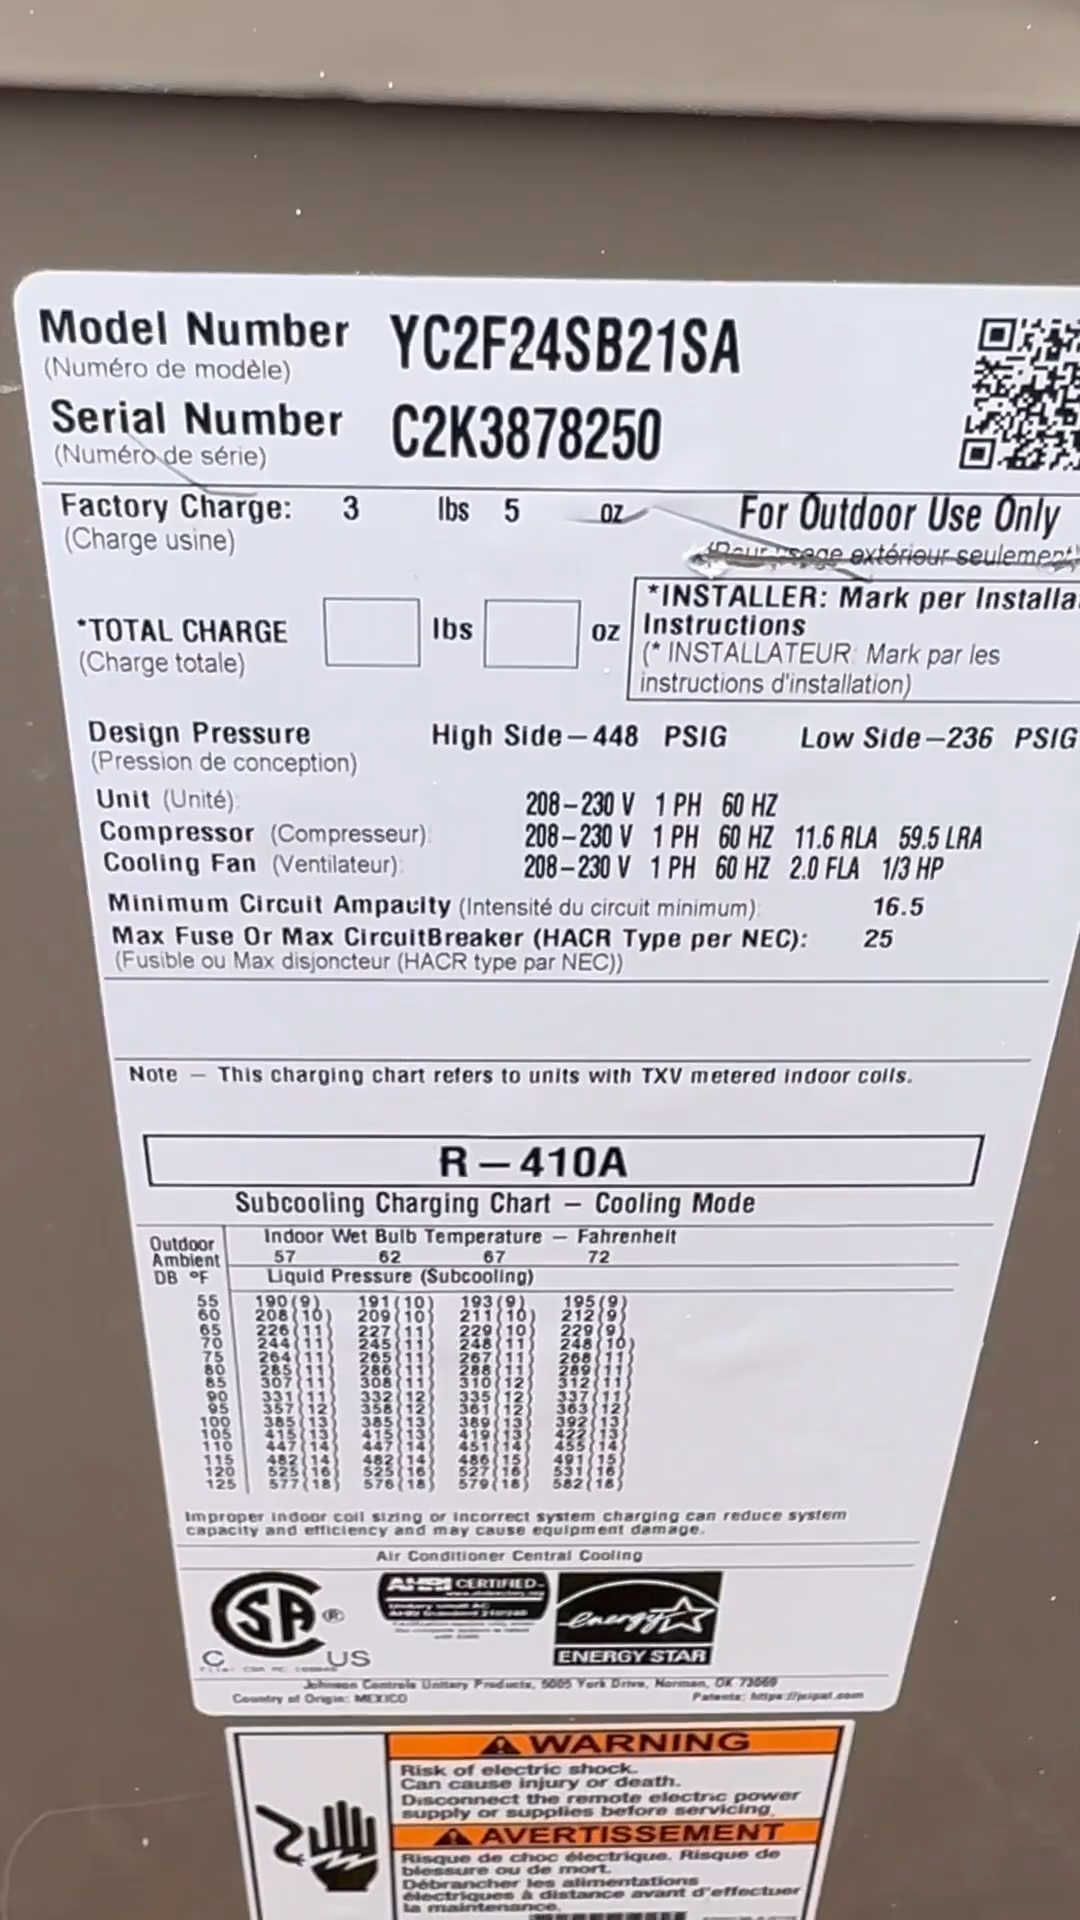 Model Number YC2F24SB21SA
(Numéro de modèle)
Serial Number C2K3878250
(Numéro de série)
Factory Charge: 3 lbs 5 oz For Outdoor Use Only
(Charge usine) (Pour usage extérieur seulement)
*INSTALLER: Mark per Installa
*TOTAL CHARGE lbs oz Instructions
(Charge totale) (* INSTALLATEUR: Mark par les
instructions d'installation)
Design Pressure High Side–448 PSIG Low Side–236 PSIG
(Pression de conception)
Unit (Unité): 208–230 V 1 PH 60 HZ
Compressor (Compresseur): 208–230 V 1 PH 60 HZ 11.6 RLA 59.5 LRA
Cooling Fan (Ventilateur): 208–230 V 1 PH 60 HZ 2.0 FLA 1/3 HP
Minimum Circuit Ampacity (Intensité du circuit minimum): 16.5
Max Fuse Or Max CircuitBreaker (HACR Type per NEC): 25
(Fusible ou Max disjoncteur (HACR type par NEC))
Note – This charging chart refers to units with TXV metered indoor coils.
R–410A
Subcooling Charging Chart – Cooling Mode
Outdoor Indoor Wet Bulb Temperature – Fahrenheit
Ambient 57 62 67 72
DB °F Liquid Pressure (Subcooling)
55 190(9) 191(10) 193(9) 195(9)
60 208(10) 209(10) 211(10) 212(9)
65 226(11) 227(11) 229(10) 229(9)
70 244(11) 245(11) 248(11) 248(10)
75 264(11) 265(11) 267(11) 268(11)
80 285(11) 286(11) 288(11) 289(11)
85 307(11) 308(11) 310(12) 312(11)
90 331(11) 332(12) 335(12) 337(11)
95 357(12) 358(12) 361(12) 363(12)
100 385(13) 385(13) 389(13) 392(13)
105 415(13) 415(13) 419(13) 422(13)
110 447(14) 447(14) 451(14) 455(14)
115 482(14) 482(14) 486(15) 491(15)
120 525(16) 525(16) 527(16) 531(16)
125 577(18) 576(18) 579(18) 582(18)
Improper indoor coil sizing or incorrect system charging can reduce system
capacity and efficiency and may cause equipment damage.
Air Conditioner Central Cooling
SA ® AHRI CERTIFIED energy
C US ENERGY STAR
Johnson Controls Unitary Products, 5005 York Drive, Norman, OK 73069
Country of Origin: MEXICO Patents: https://jcipat.com
WARNING
Risk of electric shock.
Can cause injury or death.
Disconnect the remote electric power
supply or supplies before servicing.
AVERTISSEMENT
Risque de choc électrique. Risque de
blessure ou de mort.
Débrancher les alimentations
électriques à distance avant d'effectuer
la maintenance.